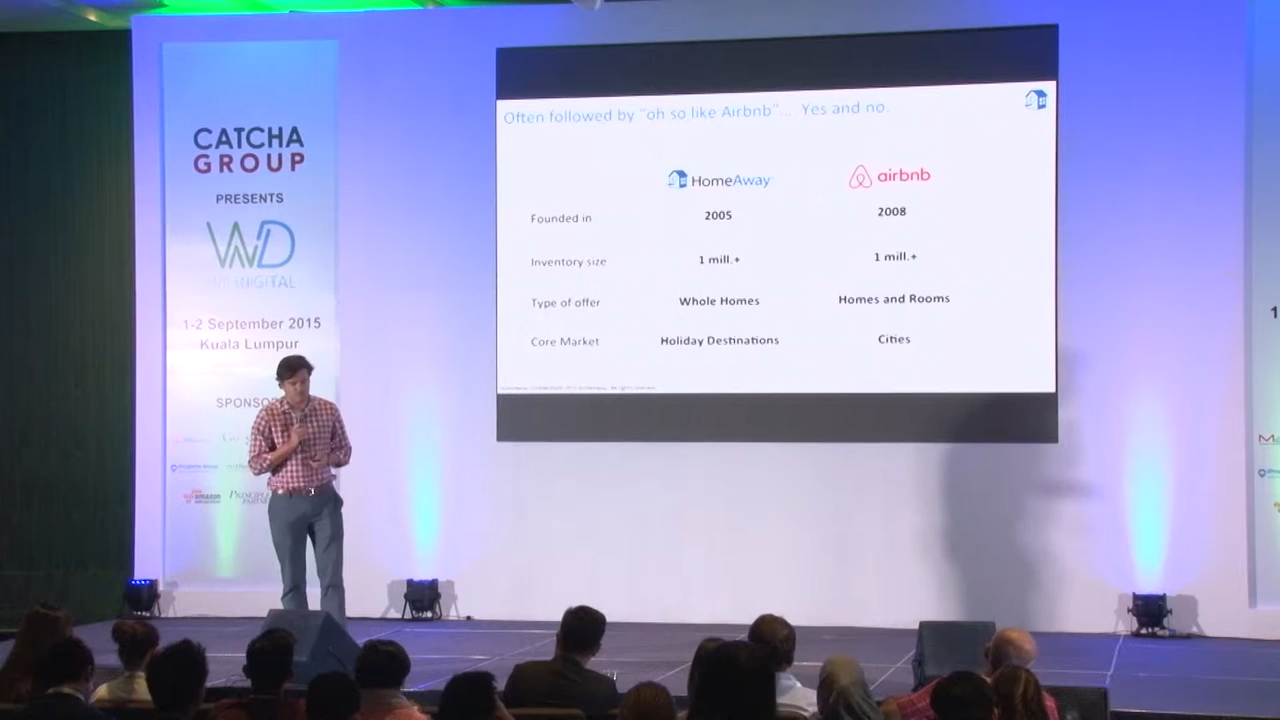 CATCHA
GROUP
PRESENTS
WD
DIGITAL
1-2 September 2015
Kuala Lumpur
amazon
Often followed by "oh so like Airbnb"... Yes and no.
HomeAway
airbnb
Founded in 2005 2008
Inventory size 1 mill.+ 1 mill.+
Type of offer Whole Homes Homes and Rooms
Core Market Holiday Destinations Cities
1